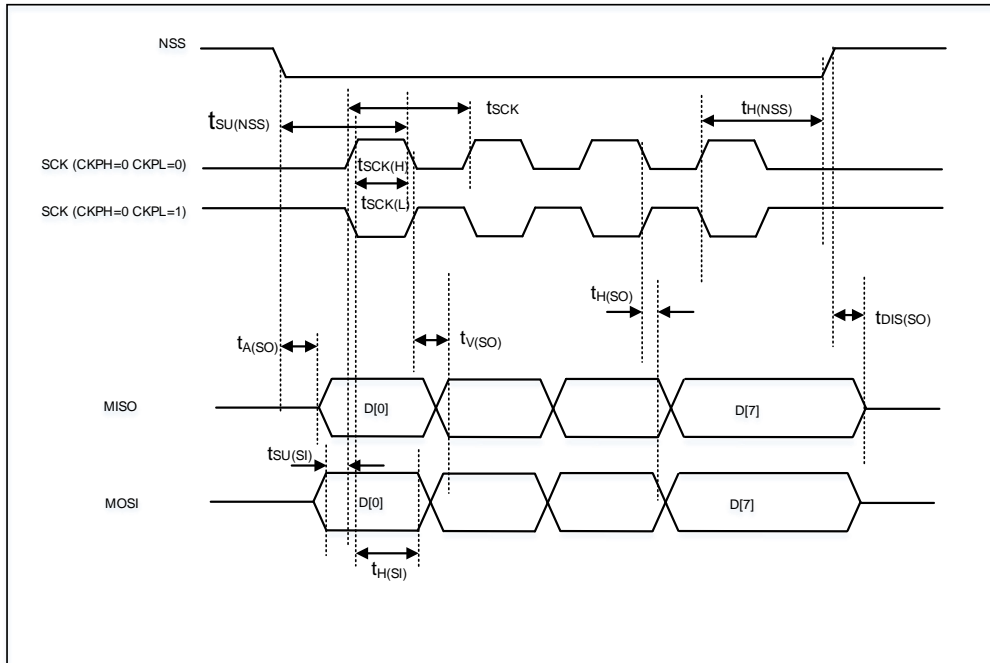 NSS
tSCK
tH(NSS)
tSU(NSS)
SCK (CKPH=0 CKPL=0)
tSCK(H)
tSCK(L)
SCK (CKPH=0 CKPL=1)
tH(SO)
tDIS(SO)
tV(SO)
tA(SO)
MISO
D[0]
D[7]
tSU(SI)
MOSI
D[0]
D[7]
tH(SI)